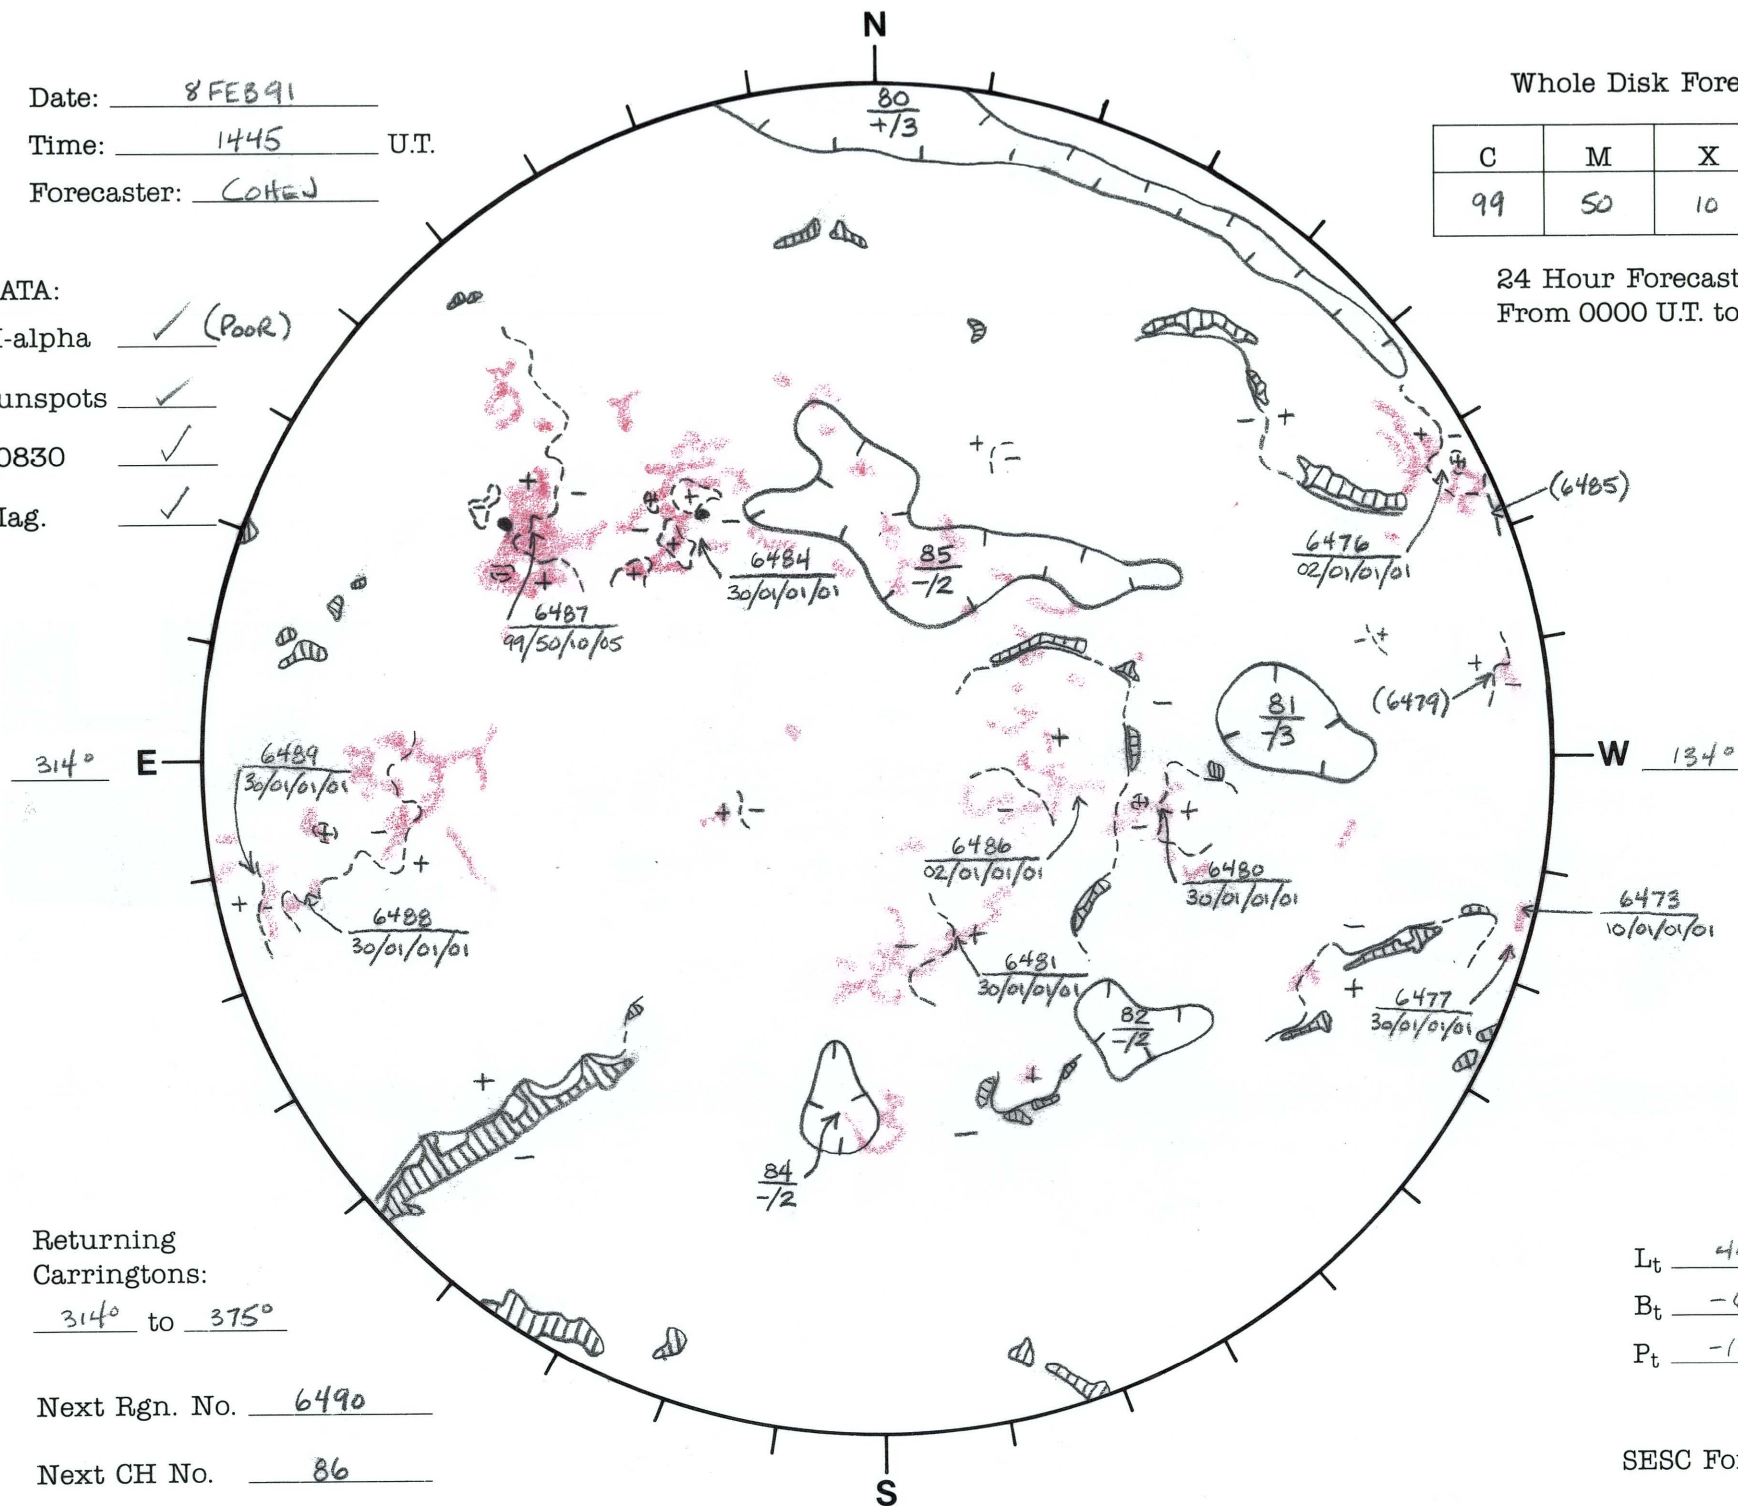 N
Date: 8 FEB 91
Time: 1445 U.T.
Forecaster: COHEN
Whole Disk Fore
C M X
99 50 10
24 Hour Forecast
From 0000 U.T. to
ATA:
I-alpha ✓ (POOR)
unspots ✓
0830 ✓
Mag. ✓
80
+/3
85
-/2
81
-/3
82
-/2
84
-/2
6484
30/01/01/01
6487
99/50/10/05
6476
02/01/01/01
(6485)
(6479)
6489
30/01/01/01
6488
30/01/01/01
6486
02/01/01/01
6480
30/01/01/01
6481
30/01/01/01
6473
10/01/01/01
6477
30/01/01/01
314° E
W 134°
Returning
Carringtons:
314° to 375°
Next Rgn. No. 6490
Next CH No. 86
Lt
Bt
Pt
SESC Fo
S